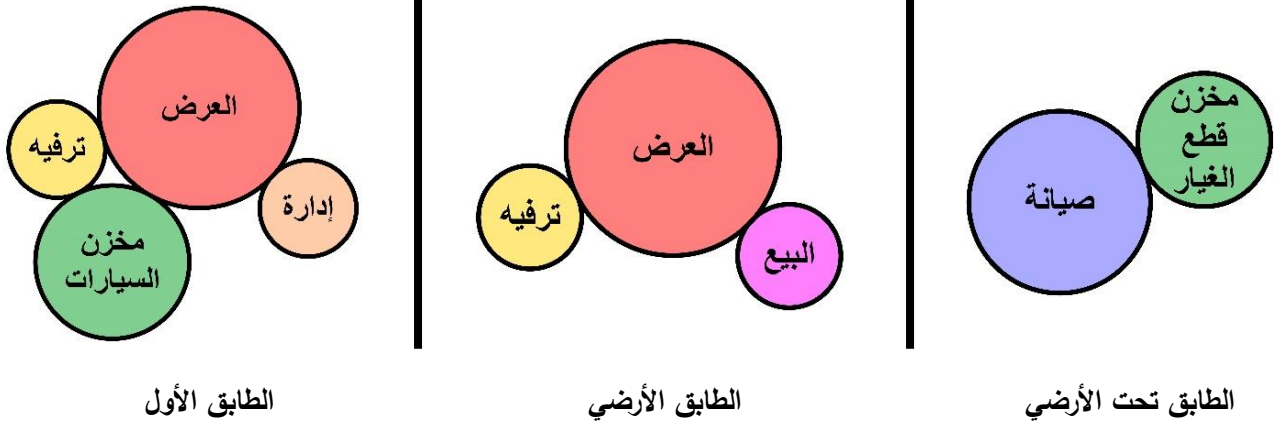 مخزن
قطع
الغيار
صيانة
الطابق تحت الأرضي
العرض
ترفيه
البيع
الطابق الأرضي
العرض
ترفيه
إدارة
مخزن
السيارات
الطابق الأول